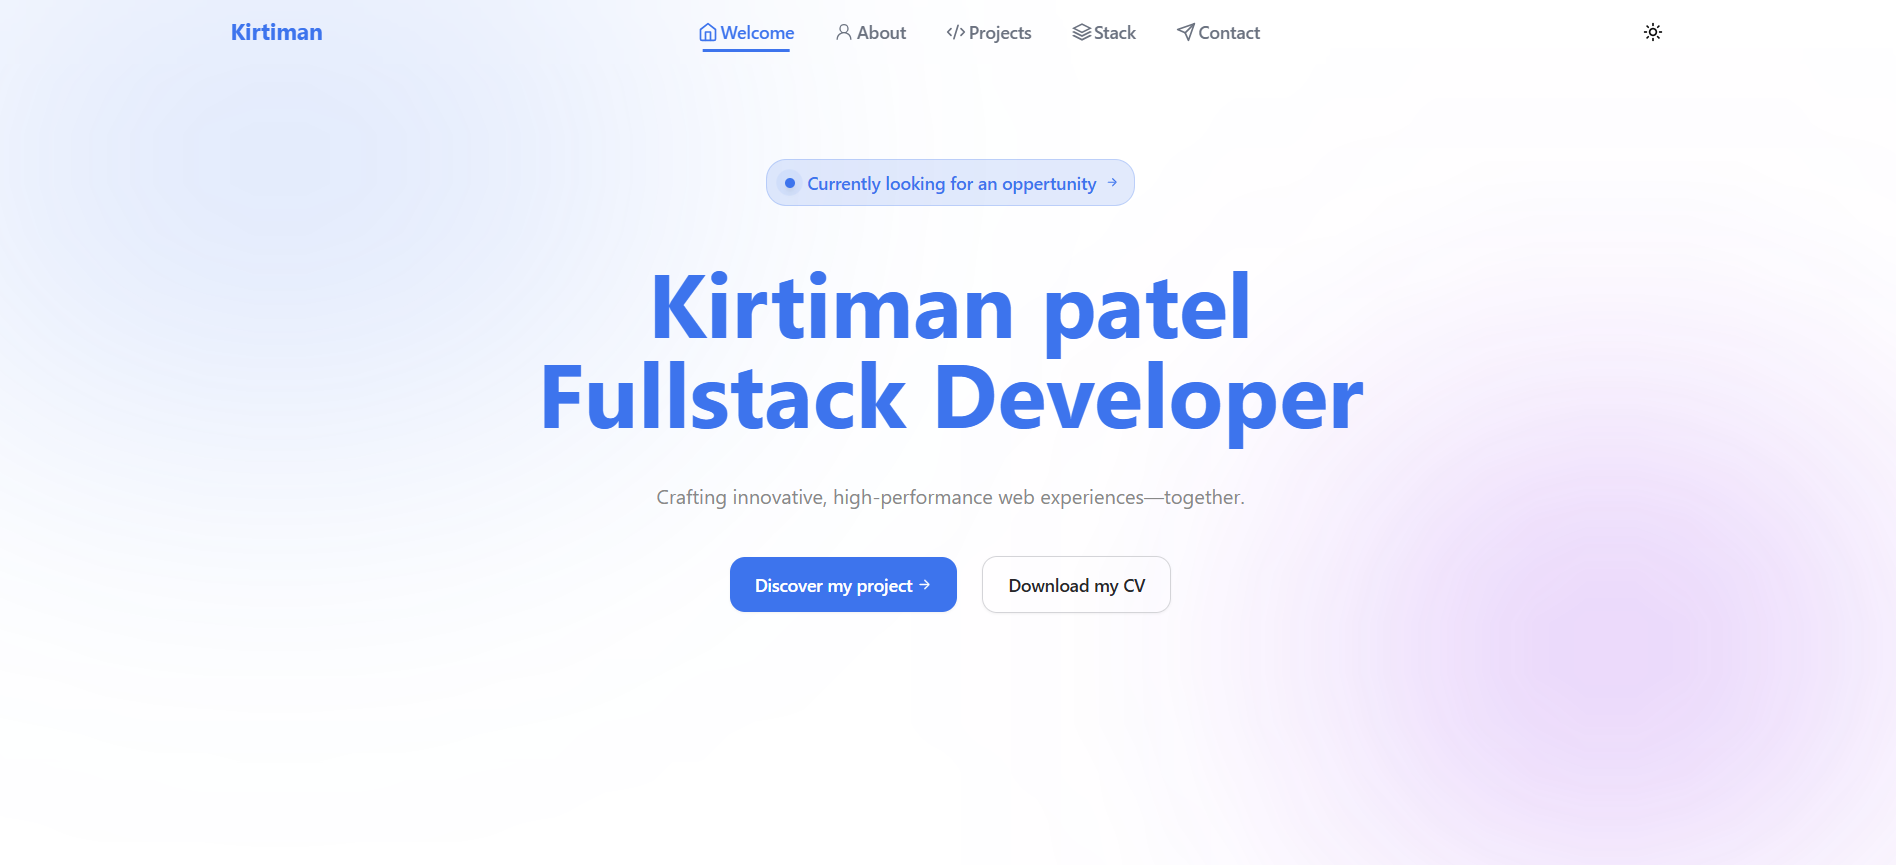 Kirtiman
Welcome About Projects Stack Contact
Currently looking for an oppertunity →
Kirtiman patel
Fullstack Developer
Crafting innovative, high-performance web experiences—together.
Discover my project → Download my CV